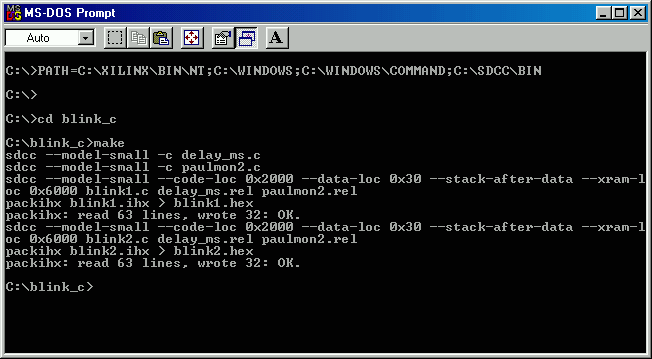 MS-DOS Prompt
Auto
A
C:\>PATH=C:\XILINX\BIN\NT;C:\WINDOWS;C:\WINDOWS\COMMAND;C:\SDCC\BIN
C:\>
C:\>cd blink_c
C:\blink_c>make
sdcc --model-small -c delay_ms.c
sdcc --model-small -c paulmon2.c
sdcc --model-small --code-loc 0x2000 --data-loc 0x30 --stack-after-data --xram-l
oc 0x6000 blink1.c delay_ms.rel paulmon2.rel
packihx blink1.ihx > blink1.hex
packihx: read 63 lines, wrote 32: OK.
sdcc --model-small --code-loc 0x2000 --data-loc 0x30 --stack-after-data --xram-l
oc 0x6000 blink2.c delay_ms.rel paulmon2.rel
packihx blink2.ihx > blink2.hex
packihx: read 63 lines, wrote 32: OK.
C:\blink_c>